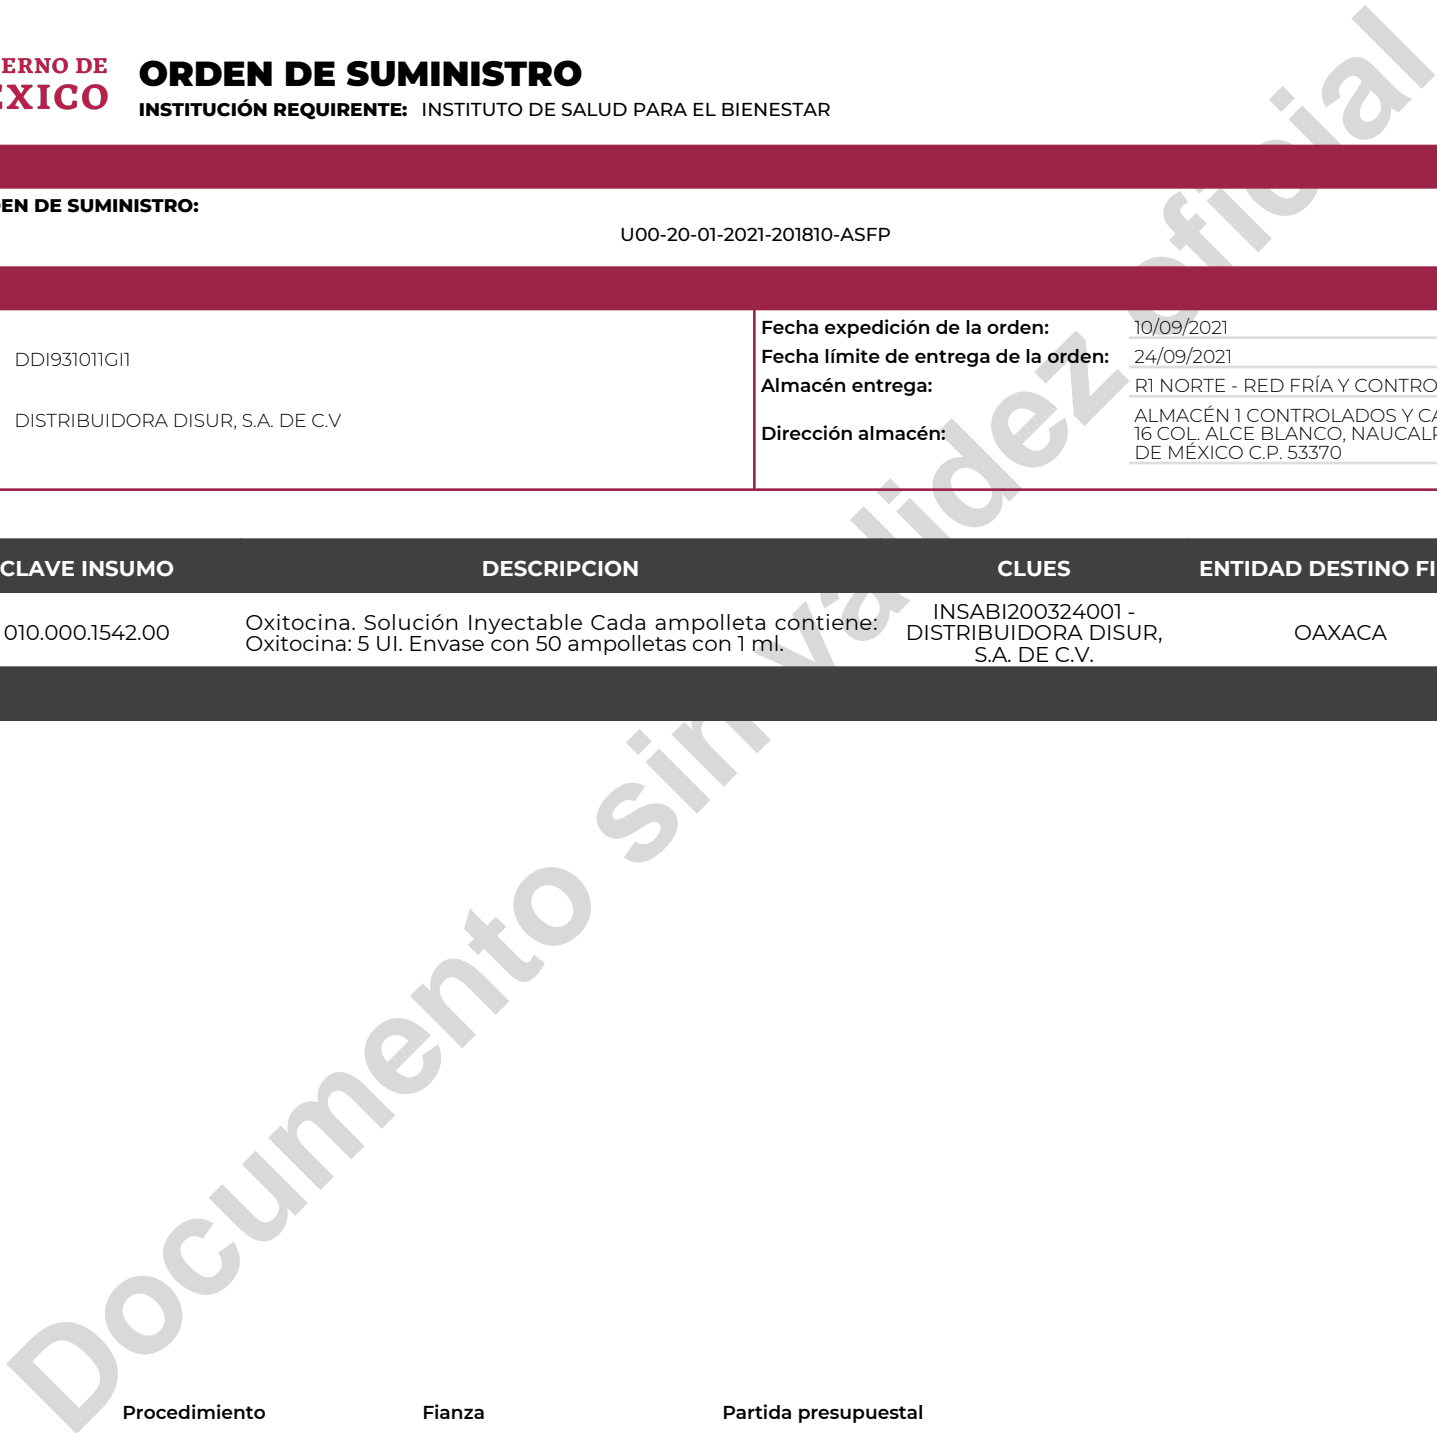 ERNO DE
ÉXICO
ORDEN DE SUMINISTRO
INSTITUCIÓN REQUIRENTE: INSTITUTO DE SALUD PARA EL BIENESTAR
EN DE SUMINISTRO:
U00-20-01-2021-201810-ASFP
DDI931011GI1
DISTRIBUIDORA DISUR, S.A. DE C.V
Fecha expedición de la orden: 10/09/2021
Fecha límite de entrega de la orden: 24/09/2021
Almacén entrega: R1 NORTE - RED FRÍA Y CONTRO
Dirección almacén:
ALMACÉN 1 CONTROLADOS Y CA
16 COL. ALCE BLANCO, NAUCALP
DE MÉXICO C.P. 53370
CLAVE INSUMO DESCRIPCION CLUES ENTIDAD DESTINO FI
010.000.1542.00
Oxitocina. Solución Inyectable Cada ampolleta contiene:
Oxitocina: 5 UI. Envase con 50 ampolletas con 1 ml.
INSABI200324001 -
DISTRIBUIDORA DISUR,
S.A. DE C.V.
OAXACA
Documento sin validez oficial
Procedimiento Fianza Partida presupuestal